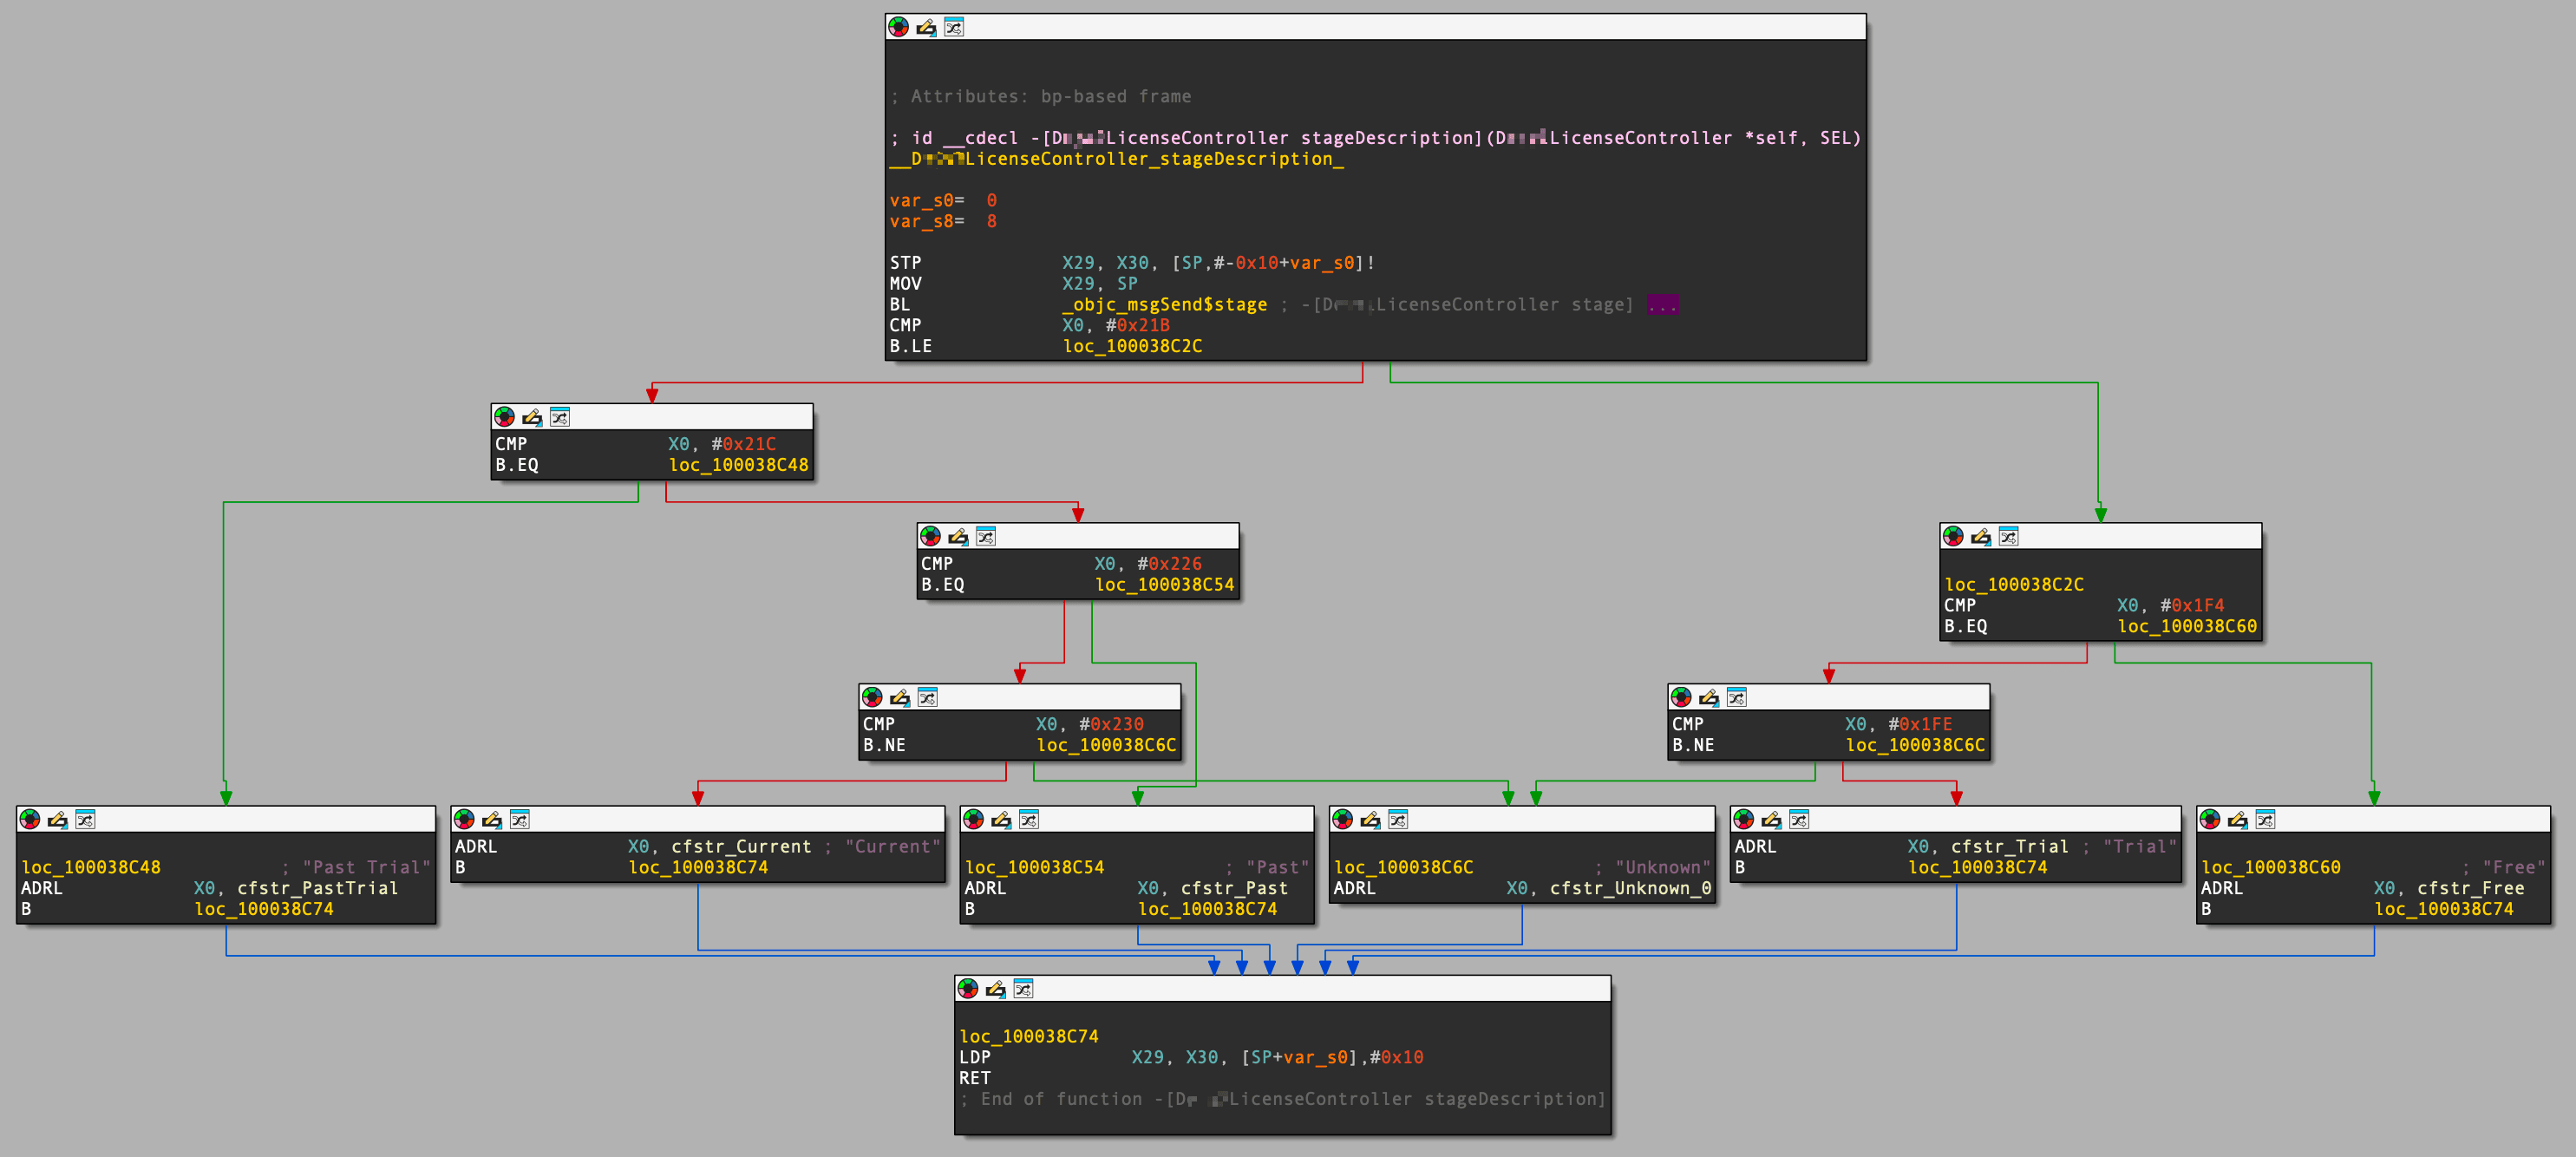 ; Attributes: bp-based frame
; id __cdecl -[D LicenseController stageDescription](D LicenseController *self, SEL)
__D LicenseController_stageDescription_
var_s0= 0
var_s8= 8
STP X29, X30, [SP,#-0x10+var_s0]!
MOV X29, SP
BL _objc_msgSend$stage ; -[D LicenseController stage] ...
CMP X0, #0x21B
B.LE loc_100038C2C
CMP X0, #0x21C
B.EQ loc_100038C48
CMP X0, #0x226
B.EQ loc_100038C54
loc_100038C2C
CMP X0, #0x1F4
B.EQ loc_100038C60
CMP X0, #0x230
B.NE loc_100038C6C
CMP X0, #0x1FE
B.NE loc_100038C6C
loc_100038C48 ; "Past Trial"
ADRL X0, cfstr_PastTrial
B loc_100038C74
ADRL X0, cfstr_Current ; "Current"
B loc_100038C74
loc_100038C54 ; "Past"
ADRL X0, cfstr_Past
B loc_100038C74
loc_100038C6C ; "Unknown"
ADRL X0, cfstr_Unknown_0
ADRL X0, cfstr_Trial ; "Trial"
B loc_100038C74
loc_100038C60 ; "Free"
ADRL X0, cfstr_Free
B loc_100038C74
loc_100038C74
LDP X29, X30, [SP+var_s0],#0x10
RET
; End of function -[D LicenseController stageDescription]